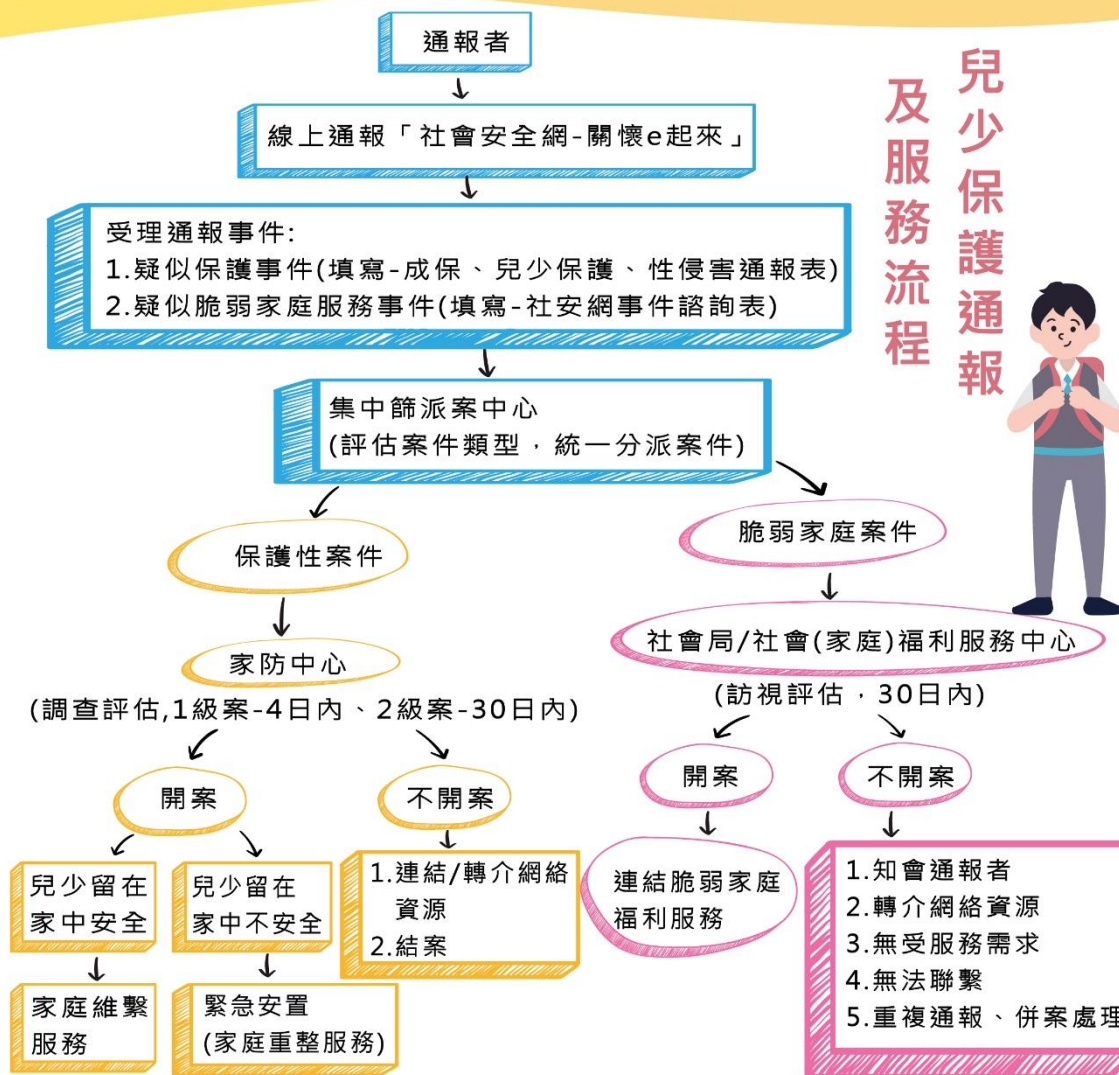 兒少保護通報
及服務流程
通報者
線上通報「社會安全網-關懷e起來」
受理通報事件:
1.疑似保護事件(填寫-成保、兒少保護、性侵害通報表)
2.疑似脆弱家庭服務事件(填寫-社安網事件諮詢表)
集中篩派案中心
(評估案件類型，統一分派案件)
保護性案件
家防中心
(調查評估,1級案-4日內、2級案-30日內)
開案
不開案
兒少留在
家中安全
兒少留在
家中不安全
1.連結/轉介網絡
資源
2.結案
家庭維繫
服務
緊急安置
(家庭重整服務)
脆弱家庭案件
社會局/社會(家庭)福利服務中心
(訪視評估，30日內)
開案
不開案
連結脆弱家庭
福利服務
1.知會通報者
2.轉介網絡資源
3.無受服務需求
4.無法聯繫
5.重複通報、併案處理